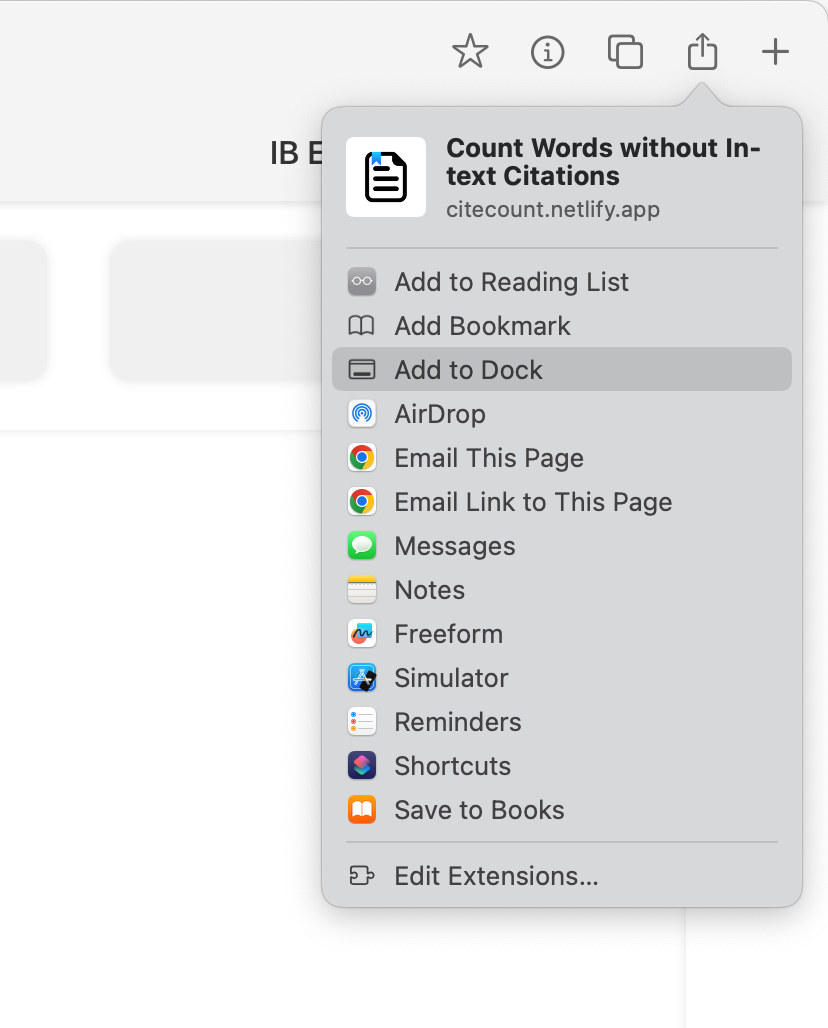 IB E
Count Words without In-
text Citations
citecount.netlify.app
Add to Reading List
Add Bookmark
Add to Dock
AirDrop
Email This Page
Email Link to This Page
Messages
Notes
Freeform
Simulator
Reminders
Shortcuts
Save to Books
Edit Extensions...